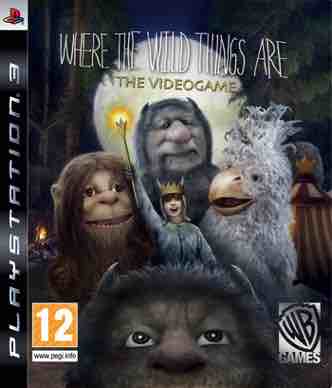 PLAYSTATION 3
WHERE THE WILD THINGS ARE
THE VIDEOGAME
12
www.pegi.info
WB
GAMES